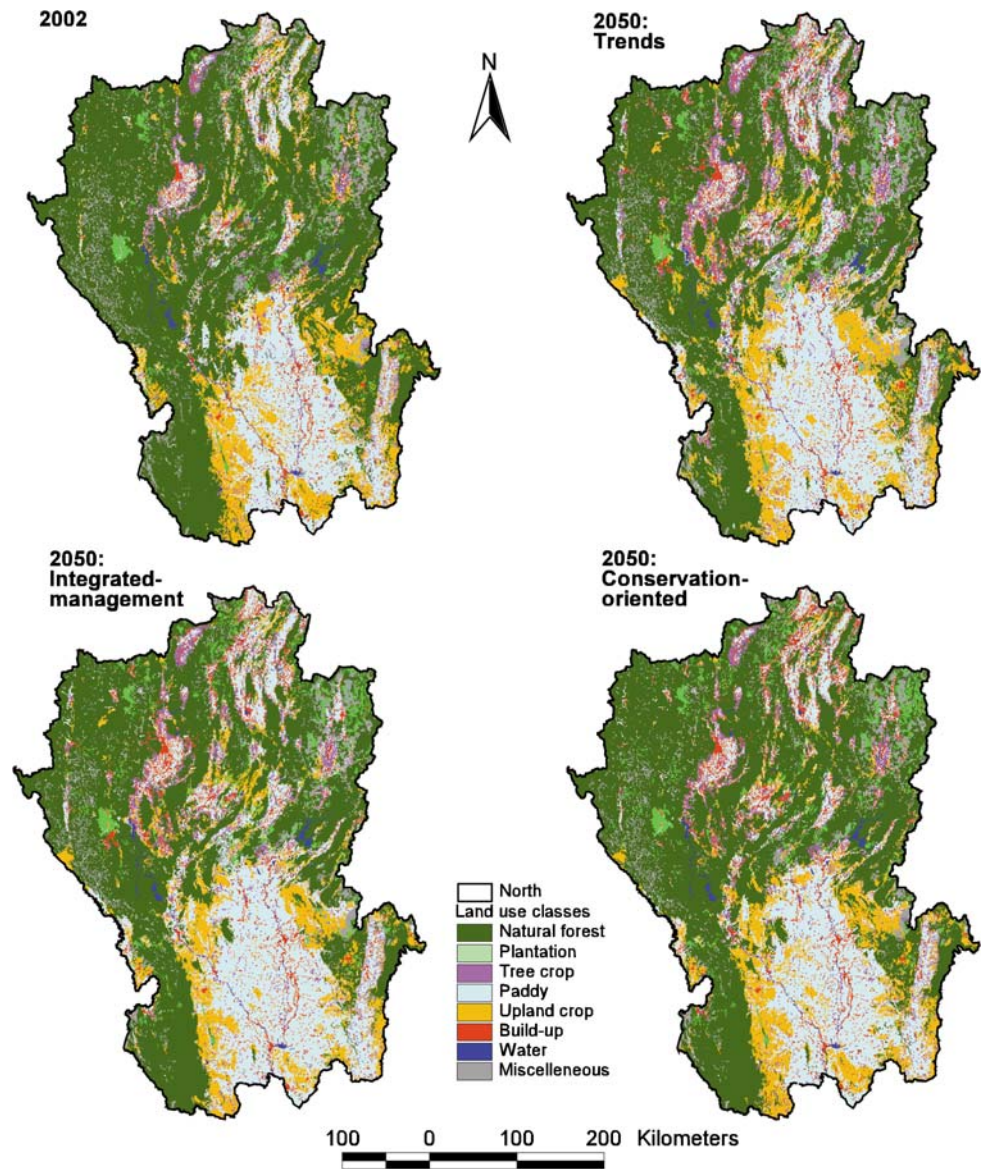 2002
2050:
Trends
N
2050:
Integrated-
management
2050:
Conservation-
oriented
North
Land use classes
Natural forest
Plantation
Tree crop
Paddy
Upland crop
Build-up
Water
Miscelleneous
100 0 100 200 Kilometers